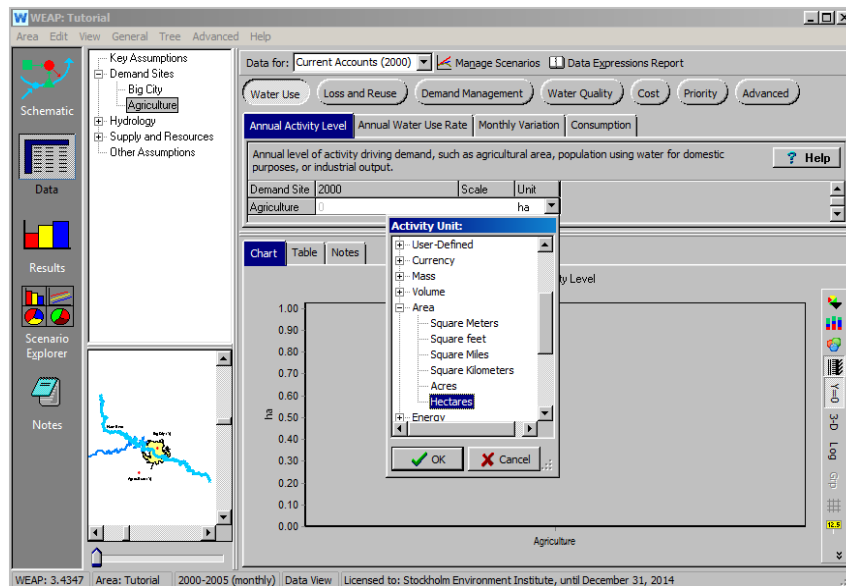 WEAP: Tutorial
Area Edit View General Tree Advanced Help
Schematic
Data
Results
Scenario
Explorer
Notes
Key Assumptions
Demand Sites
Big City
Agriculture
Hydrology
Supply and Resources
Other Assumptions
Data for: Current Accounts (2000) Manage Scenarios Data Expressions Report
Water Use Loss and Reuse Demand Management Water Quality Cost Priority Advanced
Annual Activity Level Annual Water Use Rate Monthly Variation Consumption
Annual level of activity driving demand, such as agricultural area, population using water for domestic
purposes, or industrial output.
? Help
Demand Site 2000 Scale Unit
Agriculture 0 ha
Chart Table Notes
ty Level
Activity Unit:
User-Defined
Currency
Mass
Volume
Area
Square Meters
Square feet
Square Miles
Square Kilometers
Acres
Hectares
Energy
OK Cancel
ha
1.00
0.90
0.80
0.70
0.60
0.50
0.40
0.30
0.20
0.10
0.00
Agriculture
Y=0
3-D
Log
Grp
12.5
WEAP: 3.4347 Area: Tutorial 2000-2005 (monthly) Data View Licensed to: Stockholm Environment Institute, until December 31, 2014